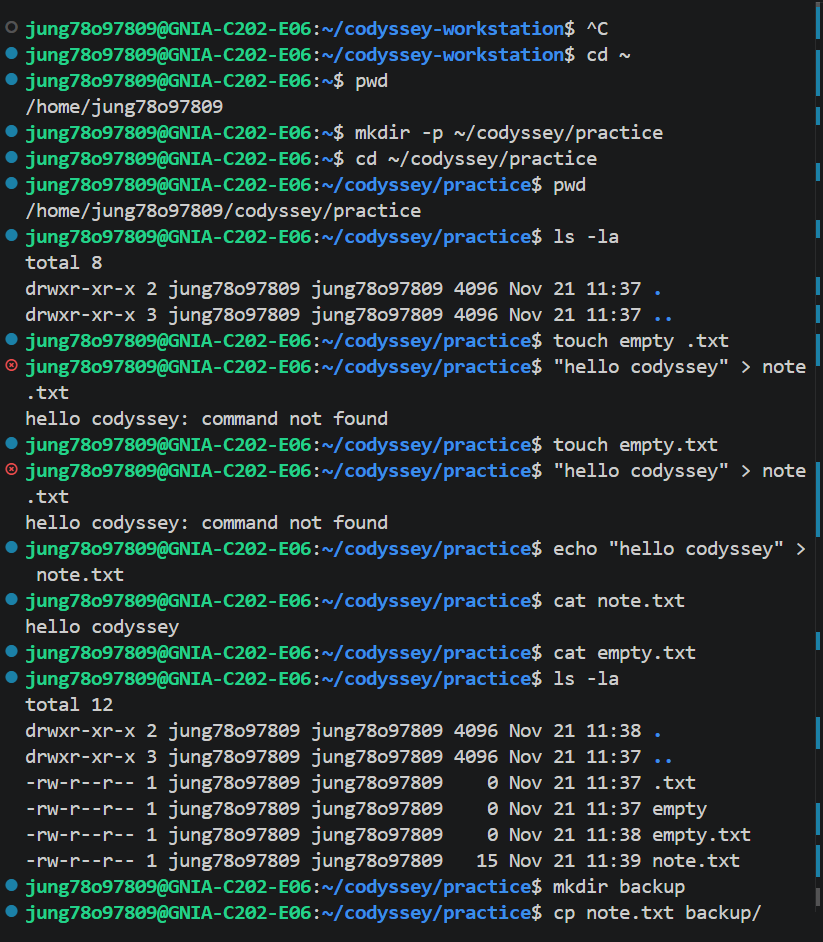 jung78o97809@GNIA-C202-E06:~/codyssey-workstation$ ^C
jung78o97809@GNIA-C202-E06:~/codyssey-workstation$ cd ~
jung78o97809@GNIA-C202-E06:~$ pwd
/home/jung78o97809
jung78o97809@GNIA-C202-E06:~$ mkdir -p ~/codyssey/practice
jung78o97809@GNIA-C202-E06:~$ cd ~/codyssey/practice
jung78o97809@GNIA-C202-E06:~/codyssey/practice$ pwd
/home/jung78o97809/codyssey/practice
jung78o97809@GNIA-C202-E06:~/codyssey/practice$ ls -la
total 8
drwxr-xr-x 2 jung78o97809 jung78o97809 4096 Nov 21 11:37 .
drwxr-xr-x 3 jung78o97809 jung78o97809 4096 Nov 21 11:37 ..
jung78o97809@GNIA-C202-E06:~/codyssey/practice$ touch empty .txt
jung78o97809@GNIA-C202-E06:~/codyssey/practice$ "hello codyssey" > note
.txt
hello codyssey: command not found
jung78o97809@GNIA-C202-E06:~/codyssey/practice$ touch empty.txt
jung78o97809@GNIA-C202-E06:~/codyssey/practice$ "hello codyssey" > note
.txt
hello codyssey: command not found
jung78o97809@GNIA-C202-E06:~/codyssey/practice$ echo "hello codyssey" >
 note.txt
jung78o97809@GNIA-C202-E06:~/codyssey/practice$ cat note.txt
hello codyssey
jung78o97809@GNIA-C202-E06:~/codyssey/practice$ cat empty.txt
jung78o97809@GNIA-C202-E06:~/codyssey/practice$ ls -la
total 12
drwxr-xr-x 2 jung78o97809 jung78o97809 4096 Nov 21 11:38 .
drwxr-xr-x 3 jung78o97809 jung78o97809 4096 Nov 21 11:37 ..
-rw-r--r-- 1 jung78o97809 jung78o97809    0 Nov 21 11:37 .txt
-rw-r--r-- 1 jung78o97809 jung78o97809    0 Nov 21 11:37 empty
-rw-r--r-- 1 jung78o97809 jung78o97809    0 Nov 21 11:38 empty.txt
-rw-r--r-- 1 jung78o97809 jung78o97809   15 Nov 21 11:39 note.txt
jung78o97809@GNIA-C202-E06:~/codyssey/practice$ mkdir backup
jung78o97809@GNIA-C202-E06:~/codyssey/practice$ cp note.txt backup/